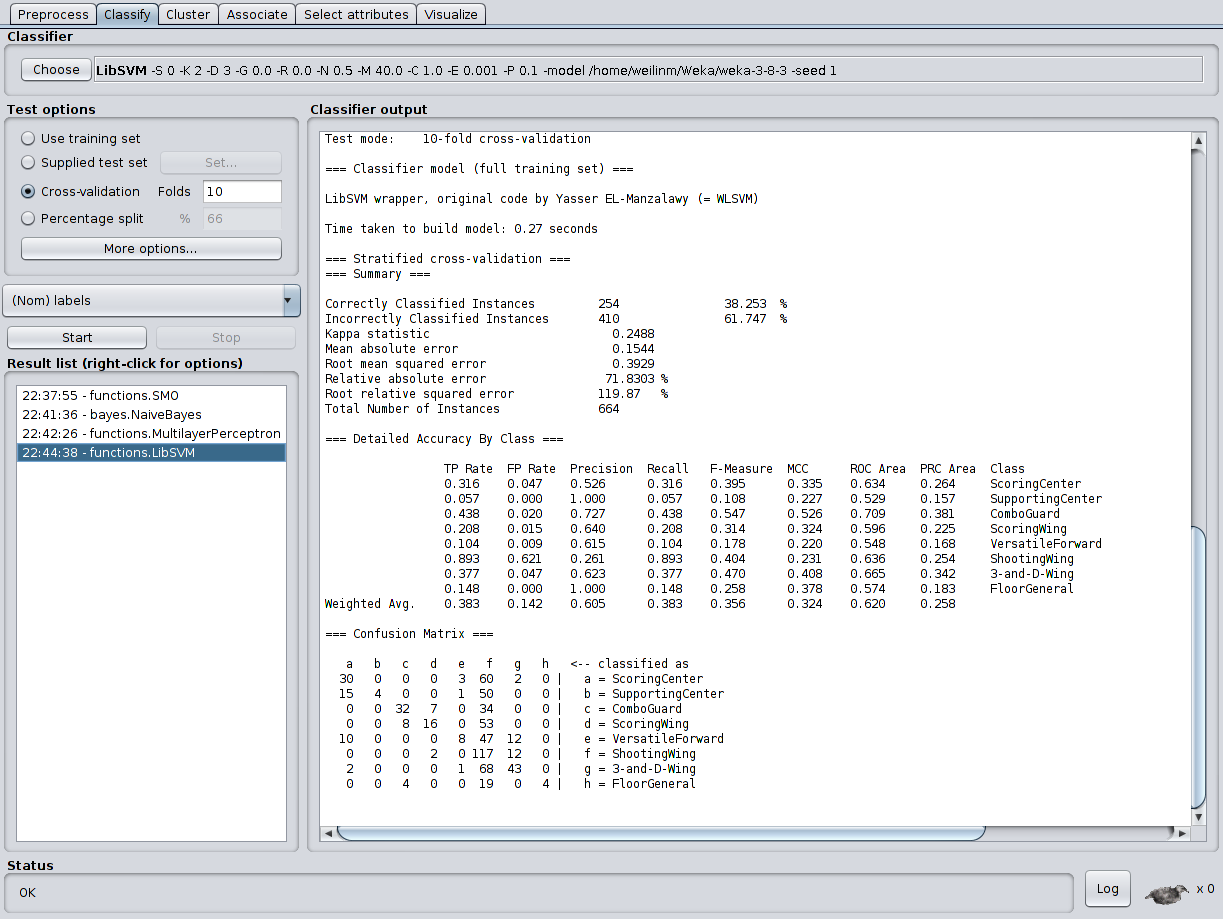 Preprocess Classify Cluster Associate Select attributes Visualize
Classifier
Choose LibSVM -S 0 -K 2 -D 3 -G 0.0 -R 0.0 -N 0.5 -M 40.0 -C 1.0 -E 0.001 -P 0.1 -model /home/weilinm/Weka/weka-3-8-3 -seed 1
Test options
Use training set
Supplied test set Set...
Cross-validation Folds 10
Percentage split % 66
More options...
(Nom) labels
Start Stop
Result list (right-click for options)
22:37:55 - functions.SMO
22:41:36 - bayes.NaiveBayes
22:42:26 - functions.MultilayerPerceptron
22:44:38 - functions.LibSVM
Classifier output
Test mode: 10-fold cross-validation
=== Classifier model (full training set) ===
LibSVM wrapper, original code by Yasser EL-Manzalawy (= WLSVM)
Time taken to build model: 0.27 seconds
=== Stratified cross-validation ===
=== Summary ===
Correctly Classified Instances 254 38.253 %
Incorrectly Classified Instances 410 61.747 %
Kappa statistic 0.2488
Mean absolute error 0.1544
Root mean squared error 0.3929
Relative absolute error 71.8303 %
Root relative squared error 119.87 %
Total Number of Instances 664
=== Detailed Accuracy By Class ===
TP Rate FP Rate Precision Recall F-Measure MCC ROC Area PRC Area Class
0.316 0.047 0.526 0.316 0.395 0.335 0.634 0.264 ScoringCenter
0.057 0.000 1.000 0.057 0.108 0.227 0.529 0.157 SupportingCenter
0.438 0.020 0.727 0.438 0.547 0.526 0.709 0.381 ComboGuard
0.208 0.015 0.640 0.208 0.314 0.324 0.596 0.225 ScoringWing
0.104 0.009 0.615 0.104 0.178 0.220 0.548 0.168 VersatileForward
0.893 0.621 0.261 0.893 0.404 0.231 0.636 0.254 ShootingWing
0.377 0.047 0.623 0.377 0.470 0.408 0.665 0.342 3-and-D-Wing
0.148 0.000 1.000 0.148 0.258 0.378 0.574 0.183 FloorGeneral
Weighted Avg. 0.383 0.142 0.605 0.383 0.356 0.324 0.620 0.258
=== Confusion Matrix ===
a b c d e f g h <-- classified as
30 0 0 0 3 60 2 0 | a = ScoringCenter
15 4 0 0 1 50 0 0 | b = SupportingCenter
0 0 32 7 0 34 0 0 | c = ComboGuard
0 0 8 16 0 53 0 0 | d = ScoringWing
10 0 0 0 8 47 12 0 | e = VersatileForward
0 0 0 2 0 117 12 0 | f = ShootingWing
2 0 0 0 1 68 43 0 | g = 3-and-D-Wing
0 0 4 0 0 19 0 4 | h = FloorGeneral
Status
OK
Log x 0